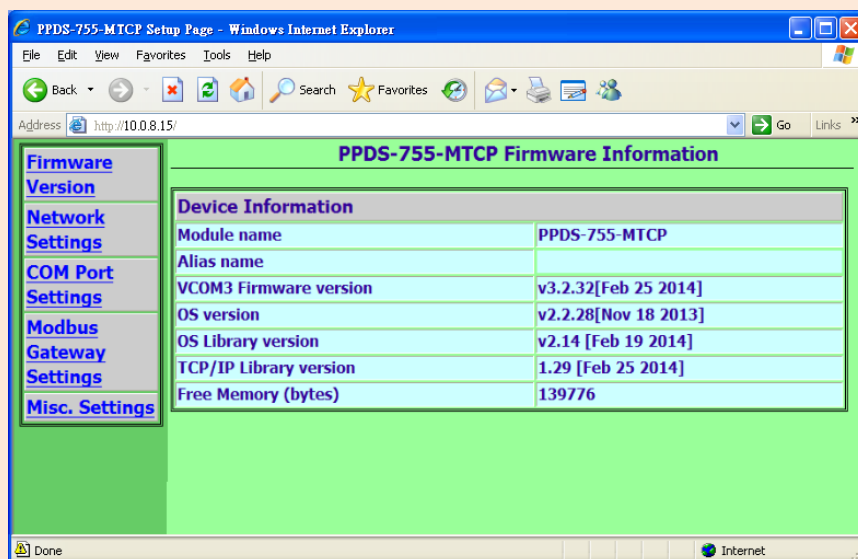 PPDS-755-MTCP Setup Page - Windows Internet Explorer
File Edit View Favorites Tools Help
Back Search Favorites
Address http://10.0.8.15/ Go Links »
PPDS-755-MTCP Firmware Information
Firmware
Version
Network
Settings
COM Port
Settings
Modbus
Gateway
Settings
Misc. Settings
Device Information
Module name PPDS-755-MTCP
Alias name
VCOM3 Firmware version v3.2.32[Feb 25 2014]
OS version v2.2.28[Nov 18 2013]
OS Library version v2.14 [Feb 19 2014]
TCP/IP Library version 1.29 [Feb 25 2014]
Free Memory (bytes) 139776
Done Internet